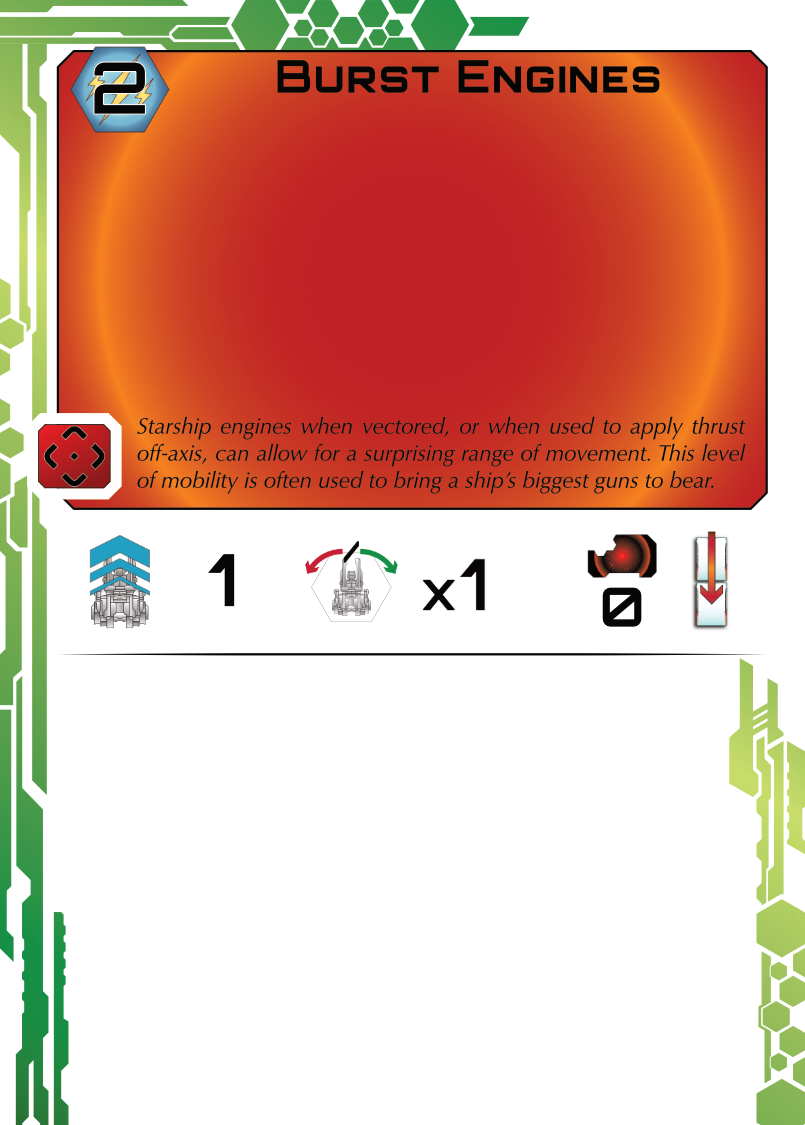 2
Burst Engines
Starship engines when vectored, or when used to apply thrust
off-axis, can allow for a surprising range of movement. This level
of mobility is often used to bring a ship's biggest guns to bear.
1
x1
0